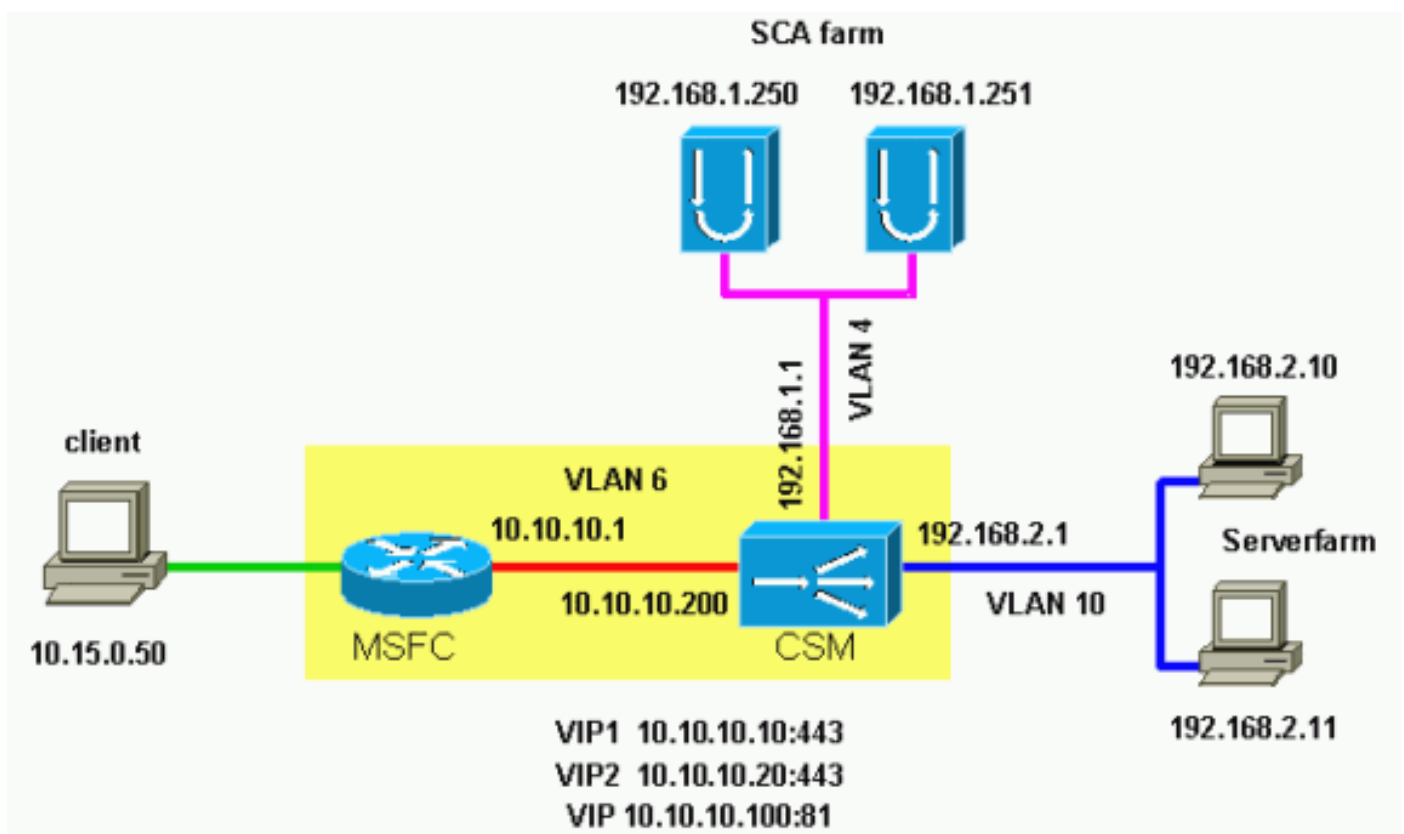 SCA farm
192.168.1.250
192.168.1.251
VLAN 4
192.168.1.1
192.168.2.10
client
VLAN 6
10.10.10.1
192.168.2.1
Serverfarm
10.10.10.200
VLAN 10
10.15.0.50
MSFC
CSM
192.168.2.11
VIP1 10.10.10.10:443
VIP2 10.10.10.20:443
VIP 10.10.10.100:81